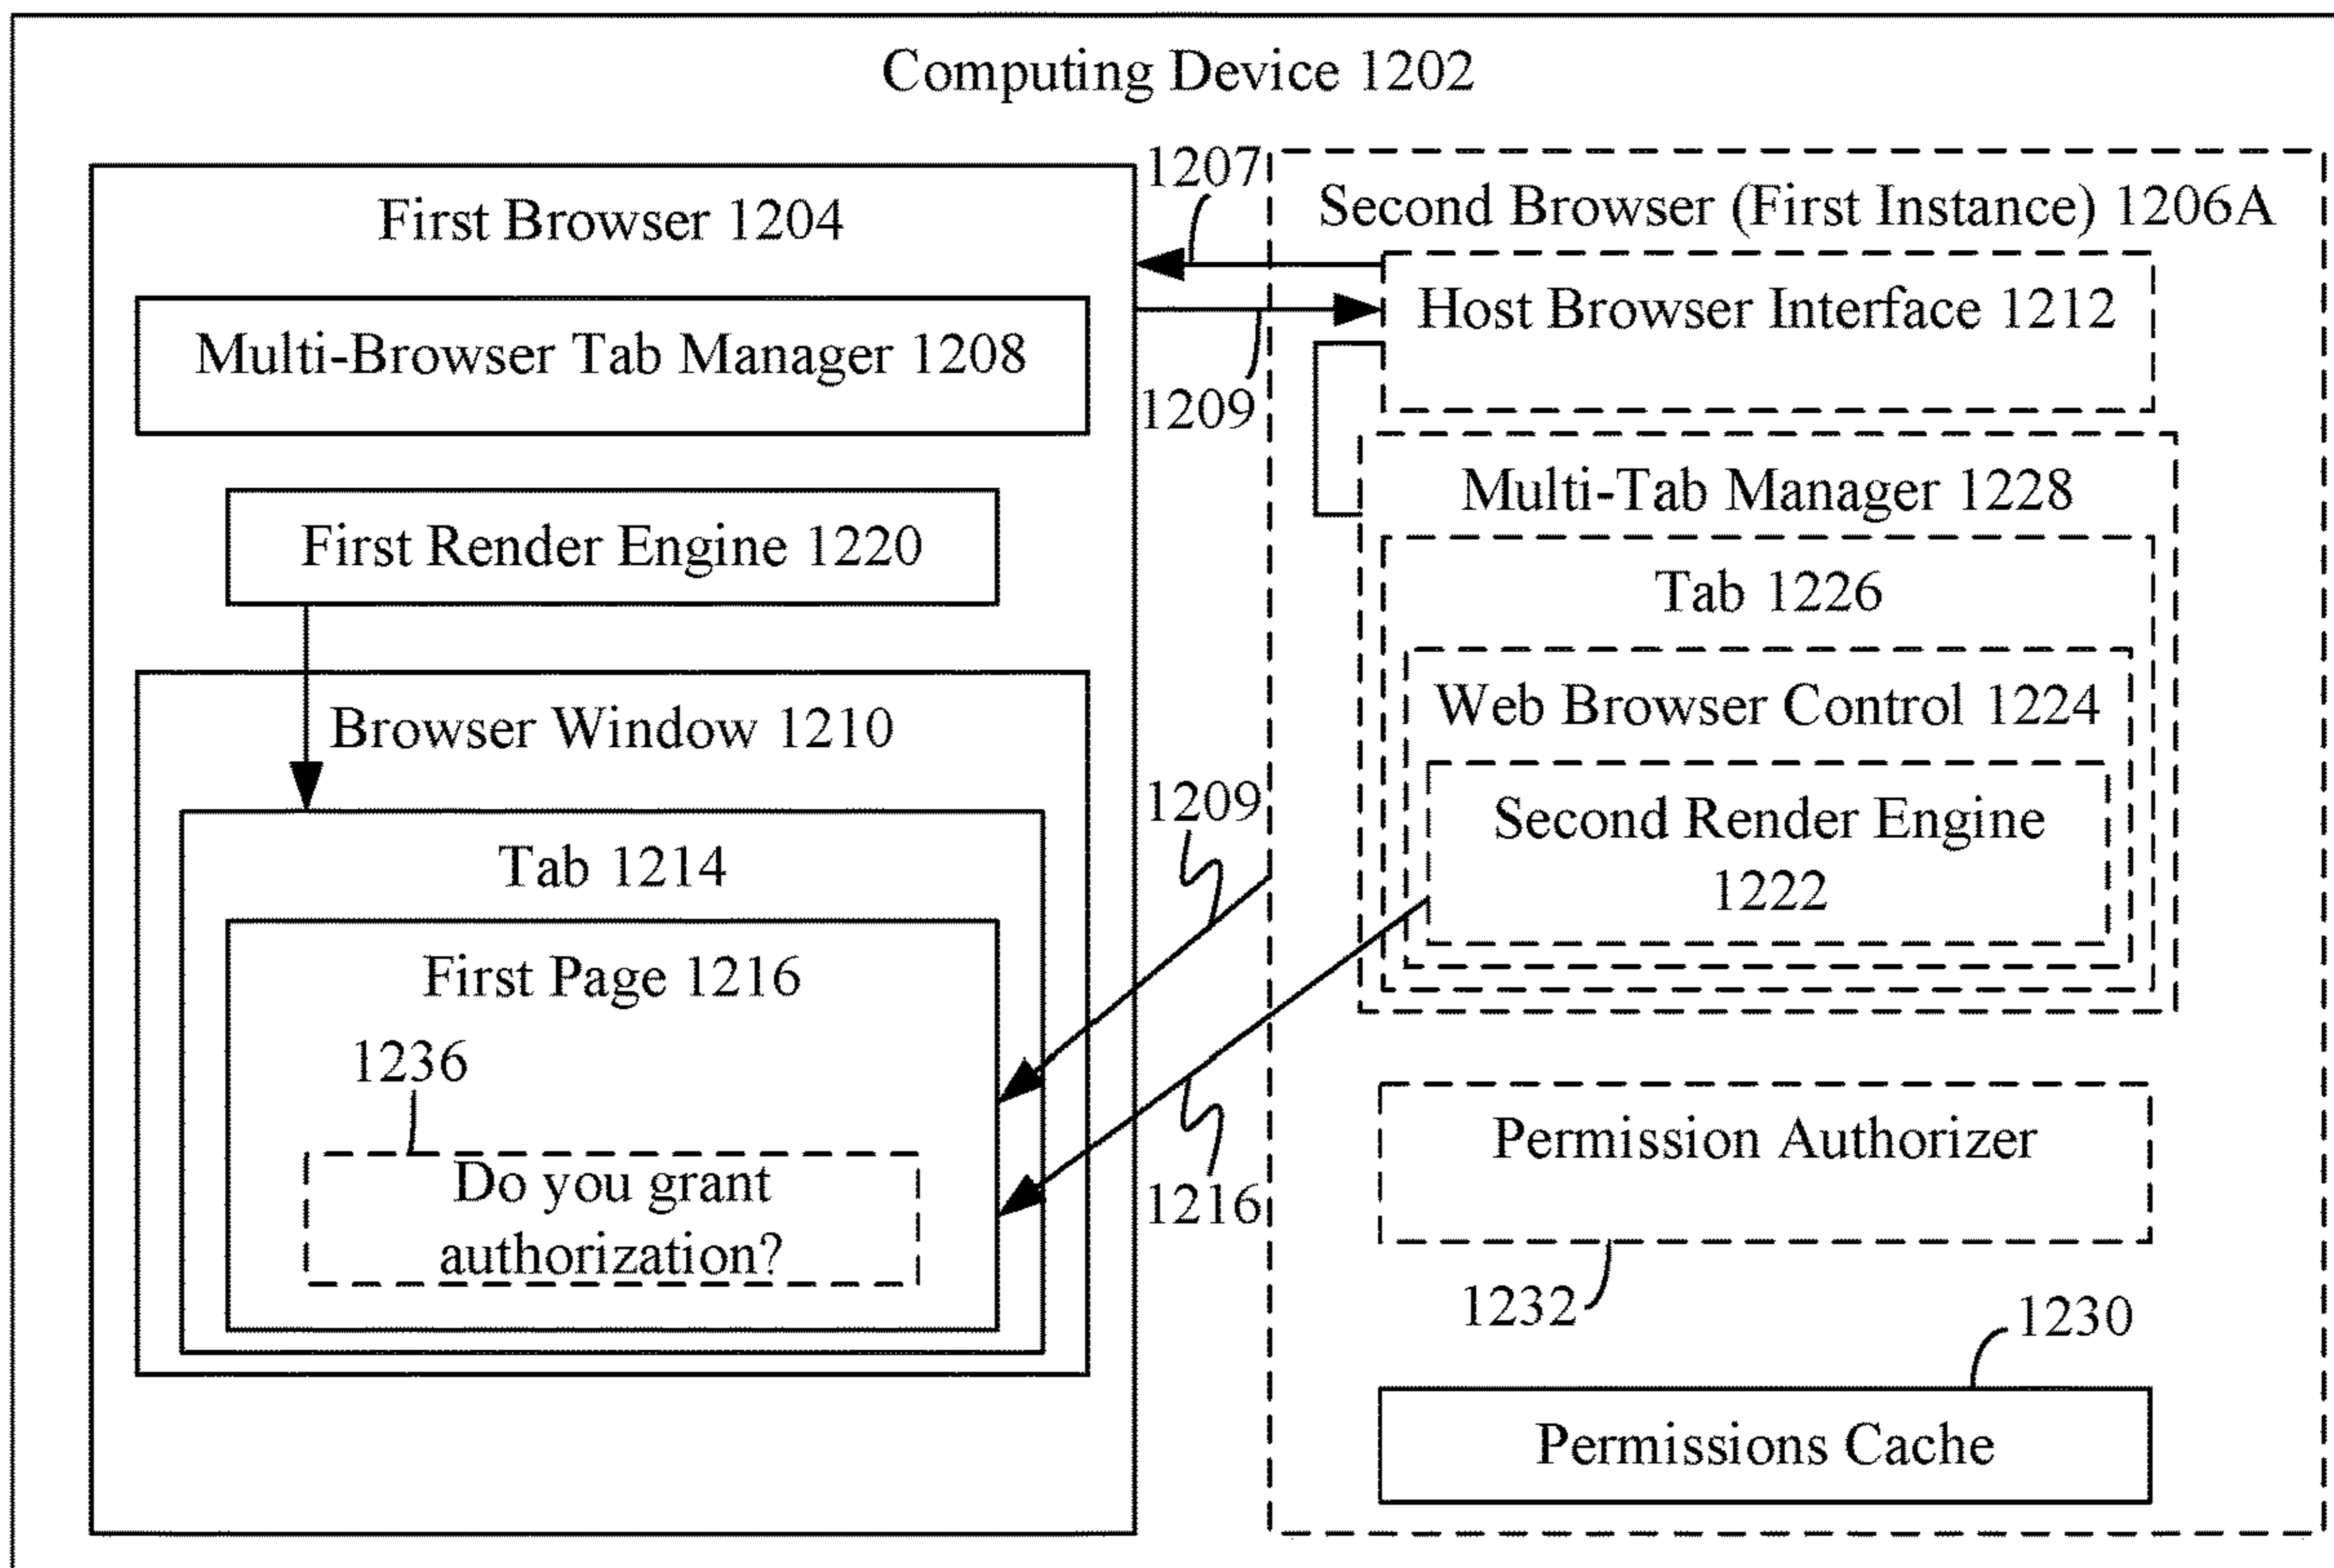 Computing Device 1202
First Browser 1204
Multi-Browser Tab Manager 1208
First Render Engine 1220
Browser Window 1210
Tab 1214
First Page 1216
1236
Do you grant
authorization?
1207
1209
1209
1216
Second Browser (First Instance) 1206A
Host Browser Interface 1212
Multi-Tab Manager 1228
Tab 1226
Web Browser Control 1224
Second Render Engine
1222
Permission Authorizer
1232
1230
Permissions Cache